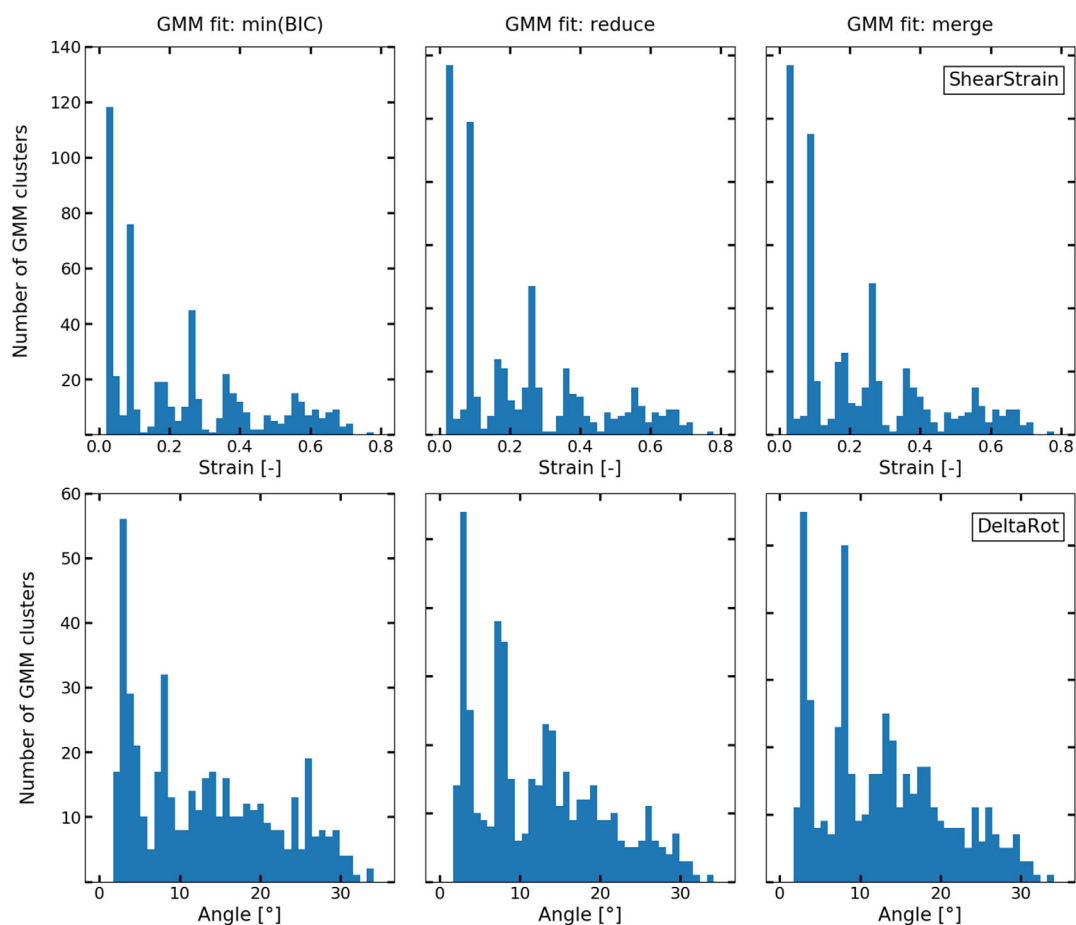 GMM fit: min(BIC) GMM fit: reduce GMM fit: merge
140
120
100
80
60
40
20
Number of GMM clusters
ShearStrain
0.0 0.2 0.4 0.6 0.8 0.0 0.2 0.4 0.6 0.8 0.0 0.2 0.4 0.6 0.8
Strain [-] Strain [-] Strain [-]
60
50
40
30
20
10
Number of GMM clusters
DeltaRot
0 10 20 30 0 10 20 30 0 10 20 30
Angle [°] Angle [°] Angle [°]